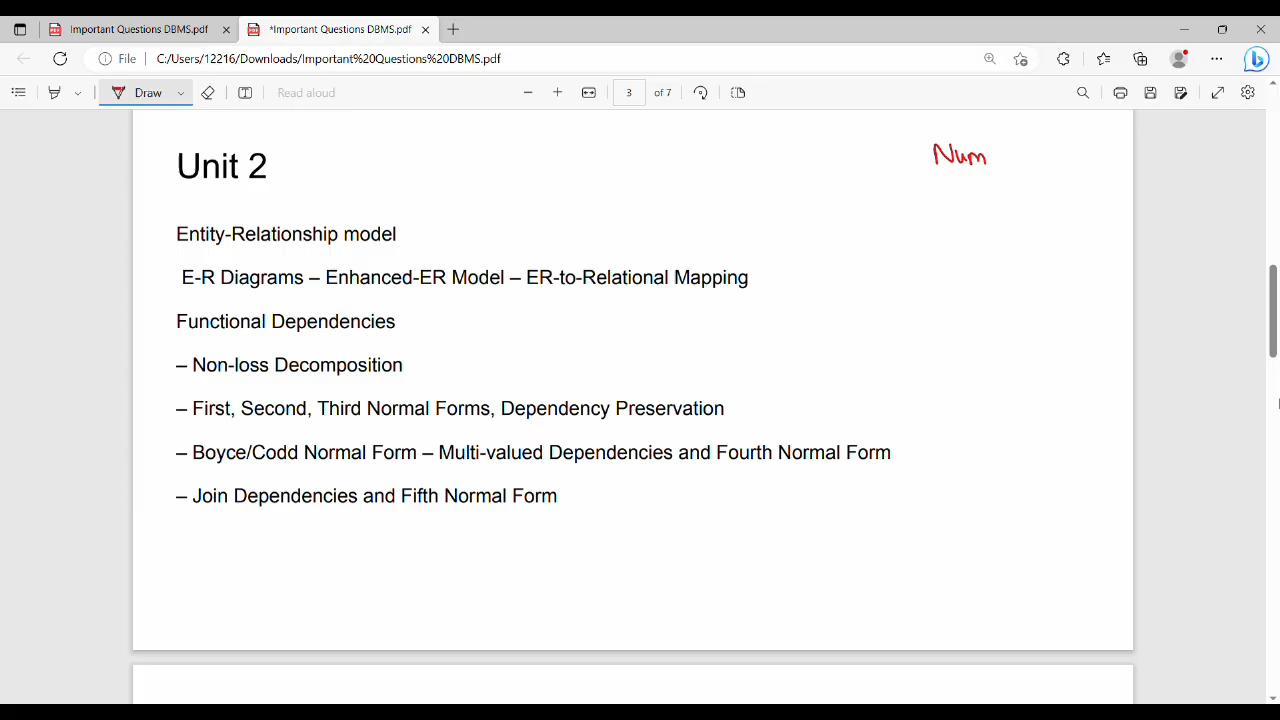 Important Questions DBMS.pdf
*Important Questions DBMS.pdf
File
C:/Users/12216/Downloads/Important%20Questions%20DBMS.pdf
Draw
Read aloud
3 of 7
Unit 2
Num
Entity-Relationship model
E-R Diagrams – Enhanced-ER Model – ER-to-Relational Mapping
Functional Dependencies
– Non-loss Decomposition
– First, Second, Third Normal Forms, Dependency Preservation
– Boyce/Codd Normal Form – Multi-valued Dependencies and Fourth Normal Form
– Join Dependencies and Fifth Normal Form